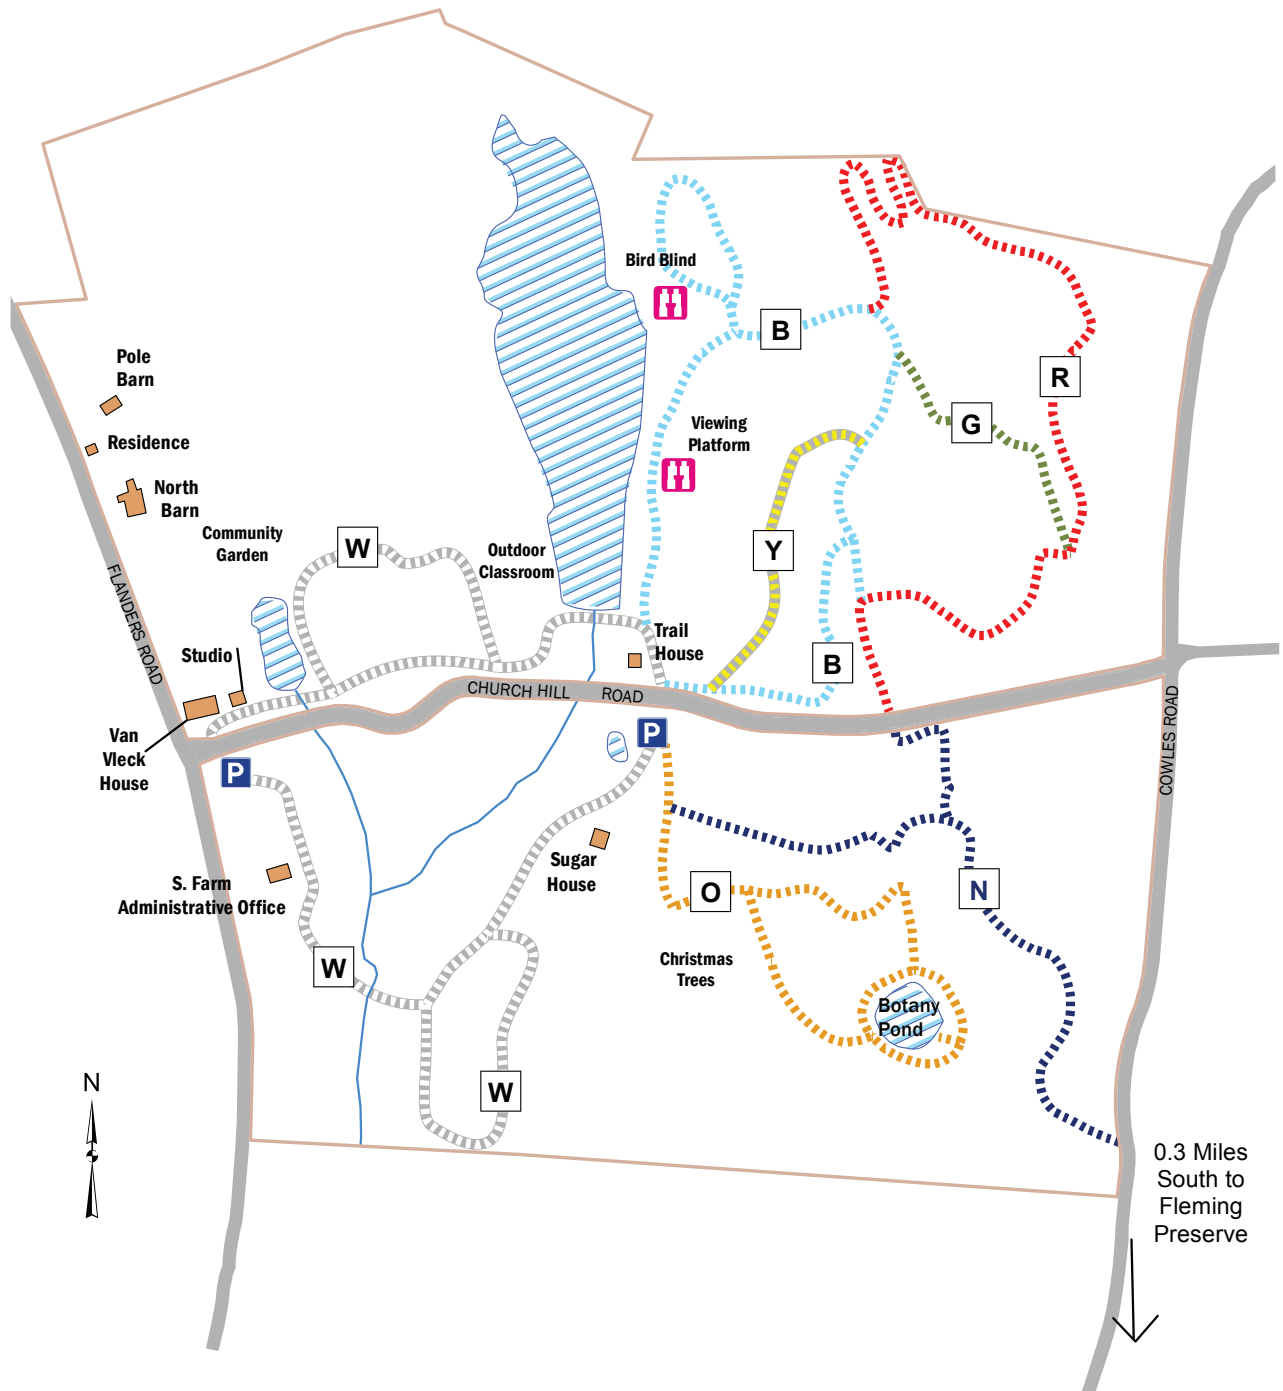 Bird Blind
B
Pole
Barn
R
Viewing
Platform
G
Residence
North
Barn
Community
Garden
W
Outdoor
Classroom
Y
FLANDERS ROAD
Studio
Trail
House
B
CHURCH HILL ROAD
COWLES ROAD
Van
Vleck
House
P
P
Sugar
House
S. Farm
Administrative Office
O
N
W
Christmas
Trees
Botany
Pond
W
N
0.3 Miles
South to
Fleming
Preserve